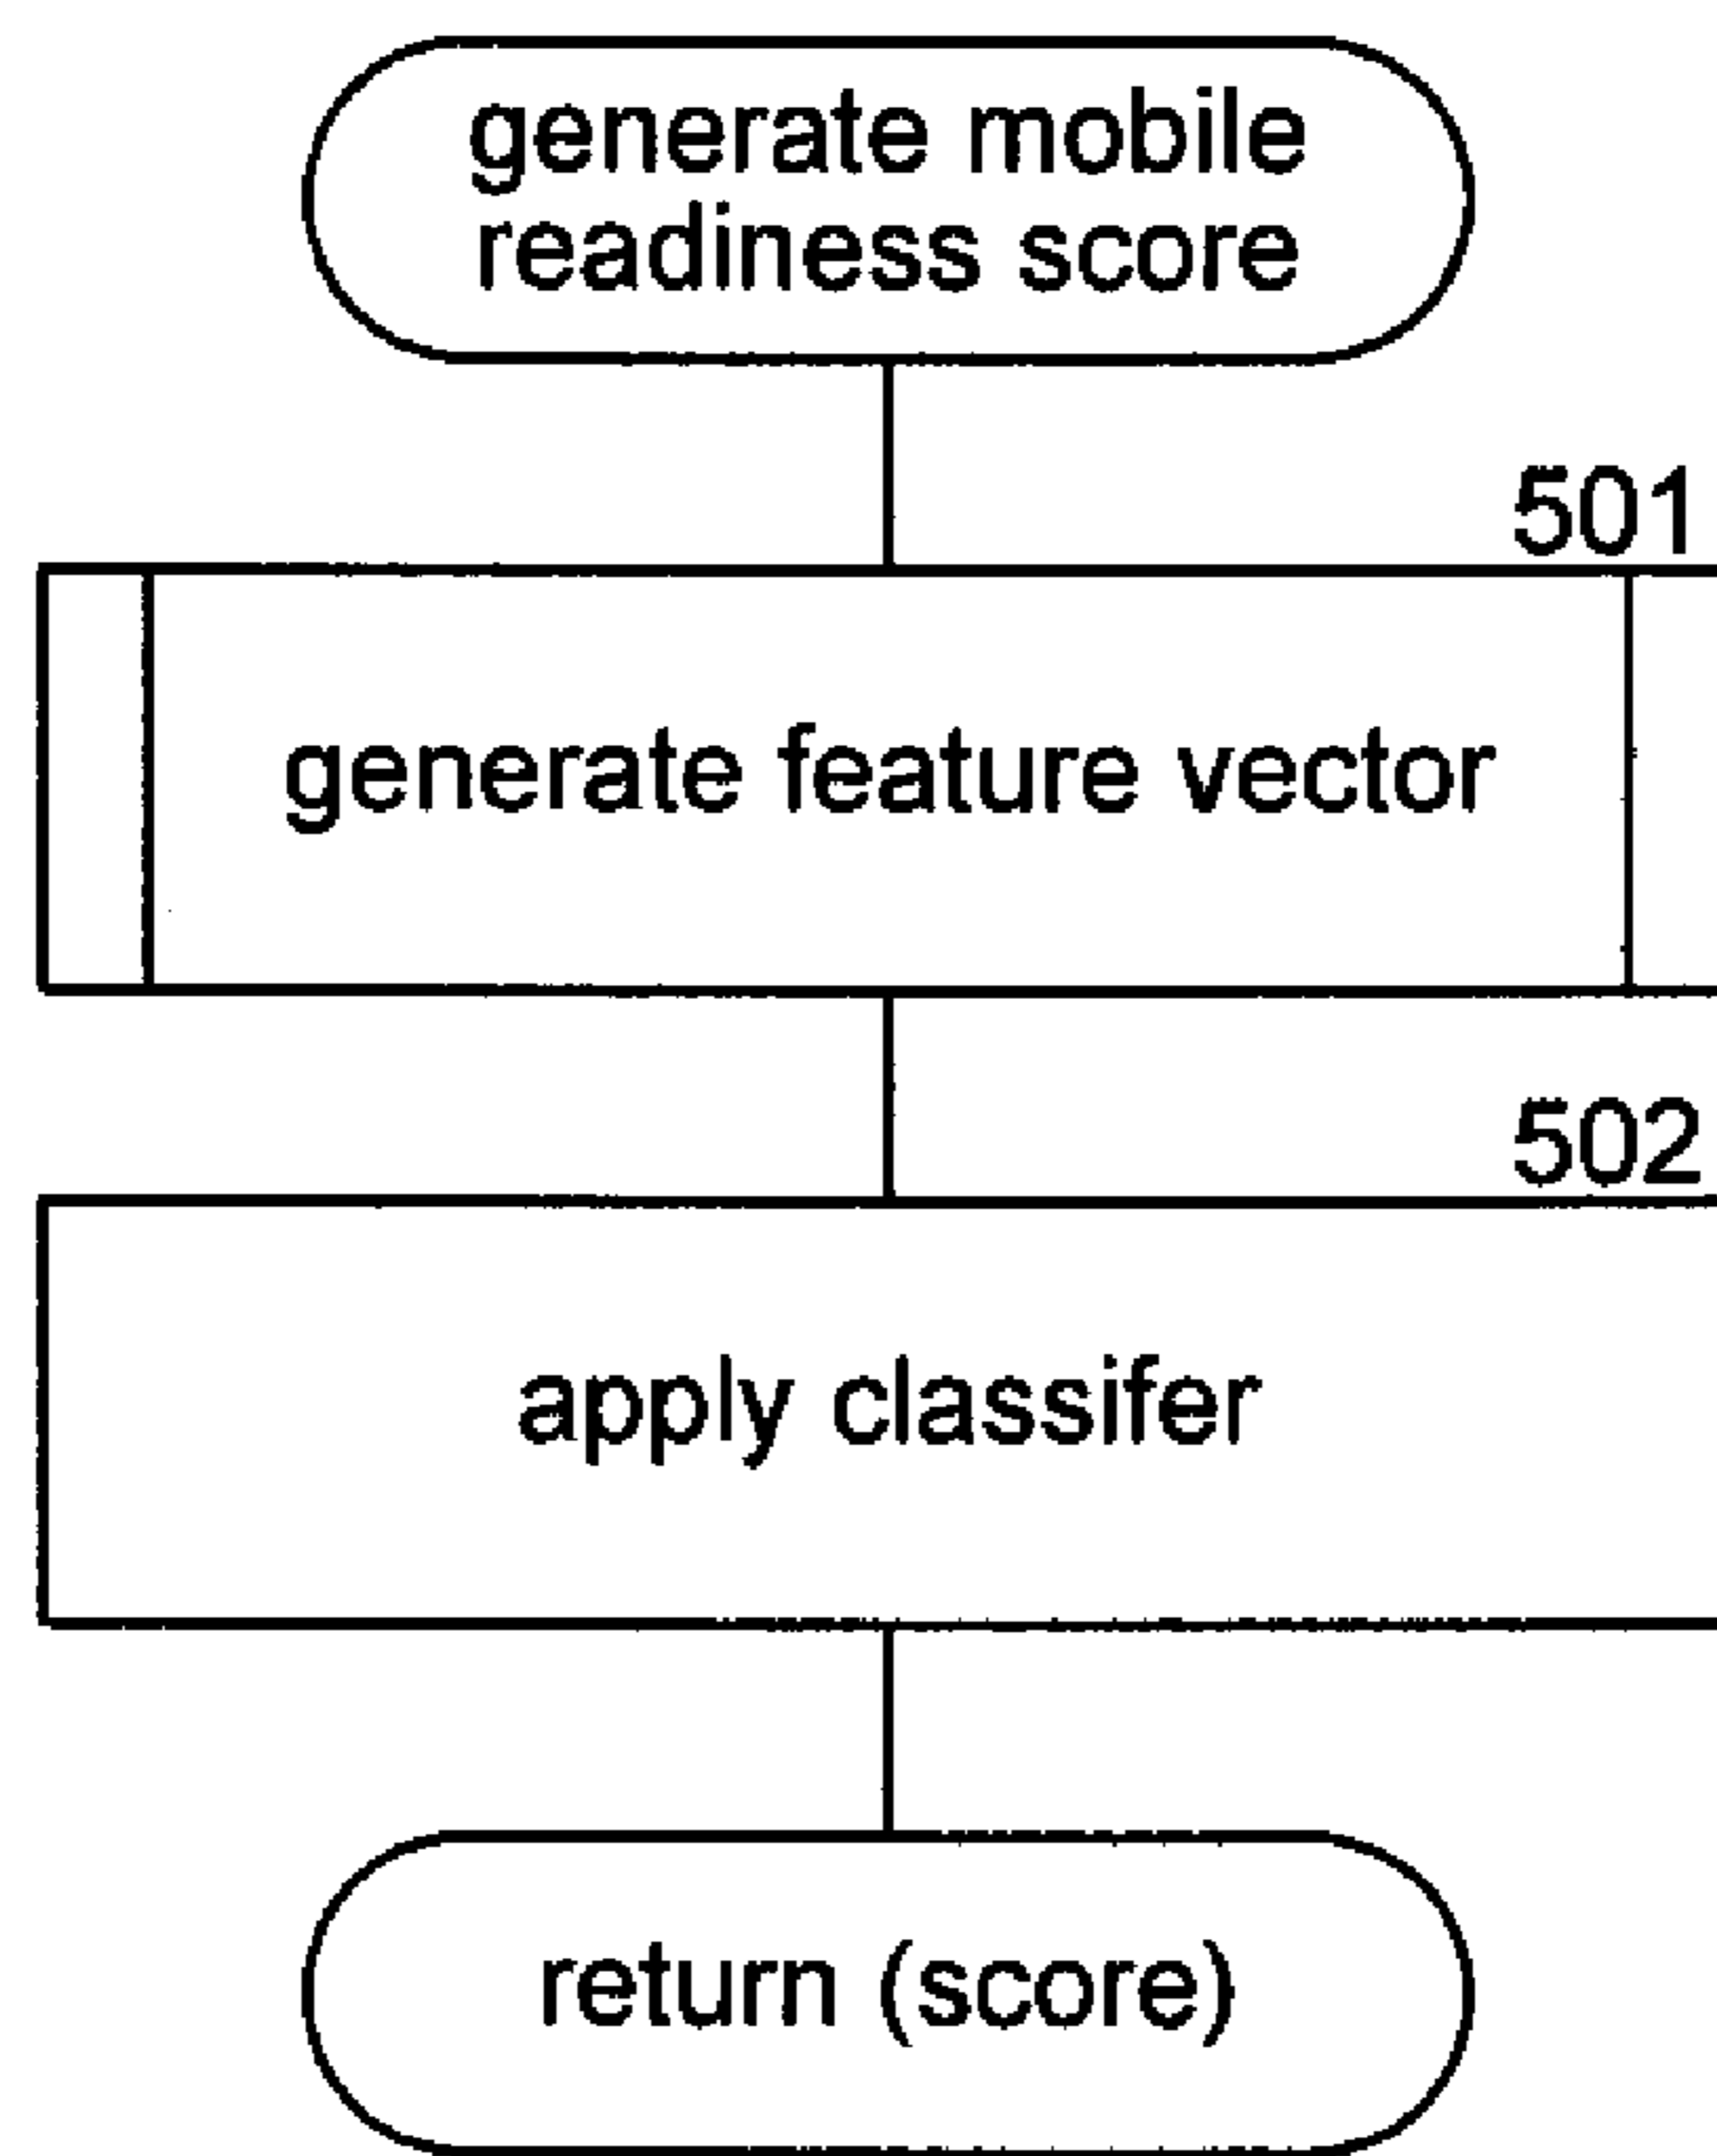 generate mobile
readiness score
501
generate feature vector
502
apply classifer
return (score)